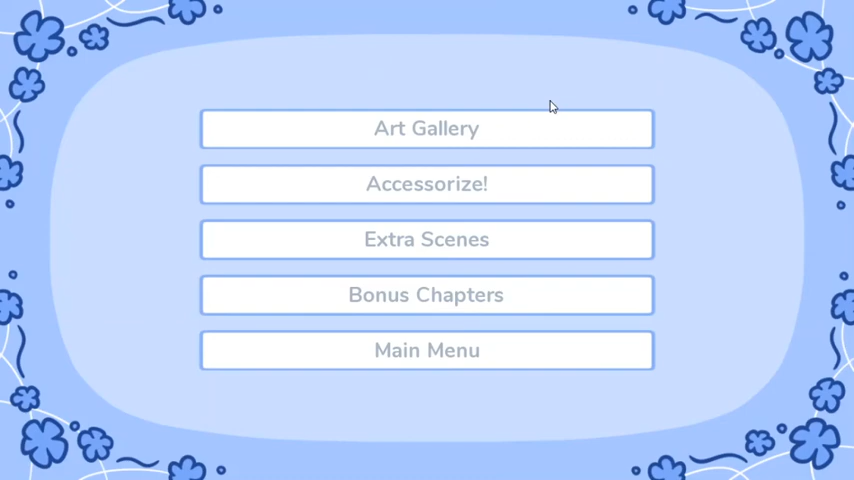 Art Gallery
Accessorize!
Extra Scenes
Bonus Chapters
Main Menu